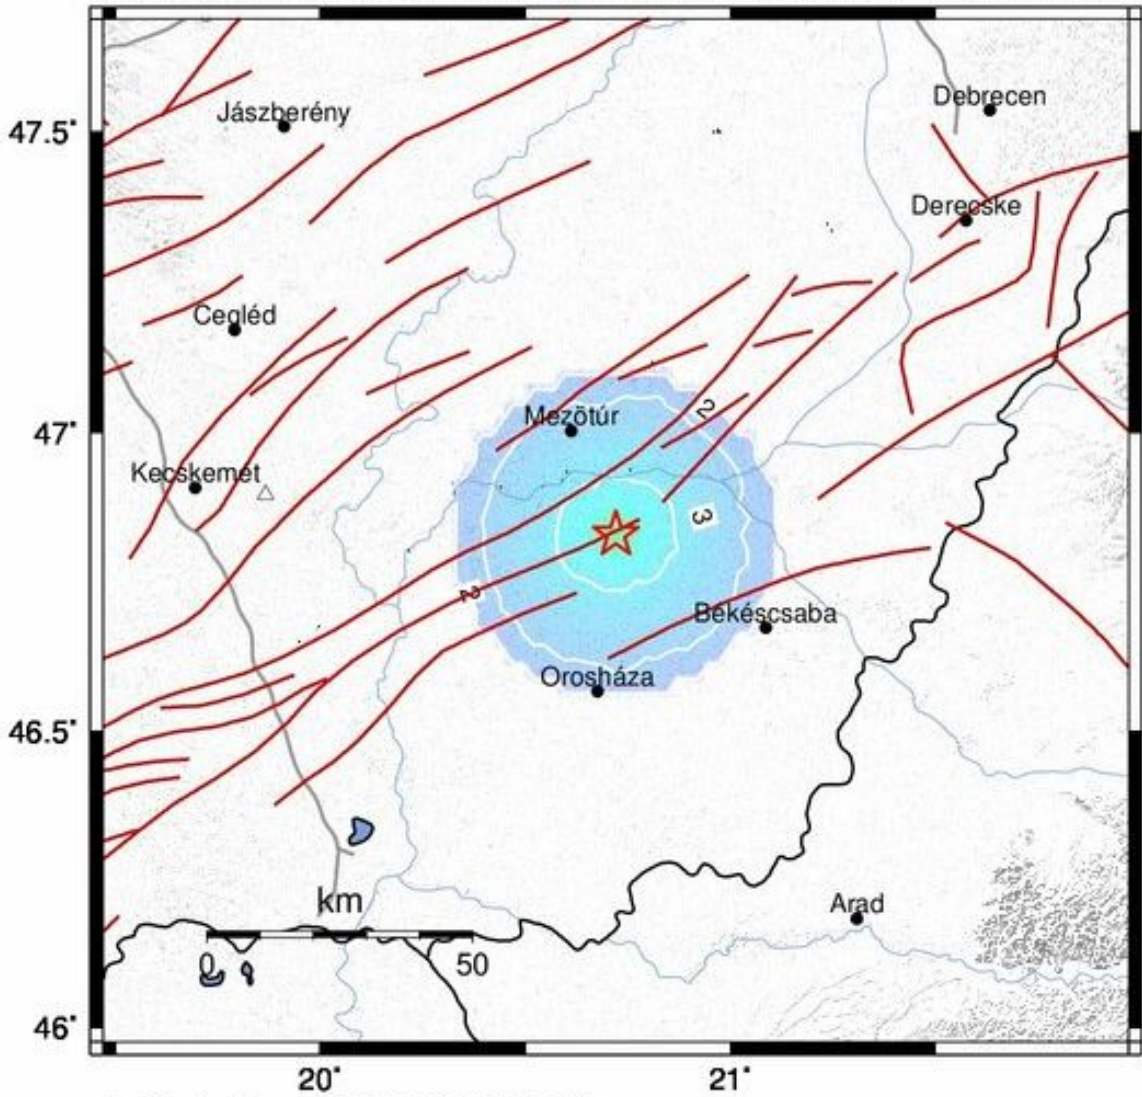 Debrecen
Jászberény
47.5°
Derecske
Cegléd
2
Mezõtúr
47°
Kecskemét
3
2
Békéscsaba
Orosháza
46.5°
km
Arad
0
50
46°
20°
21°